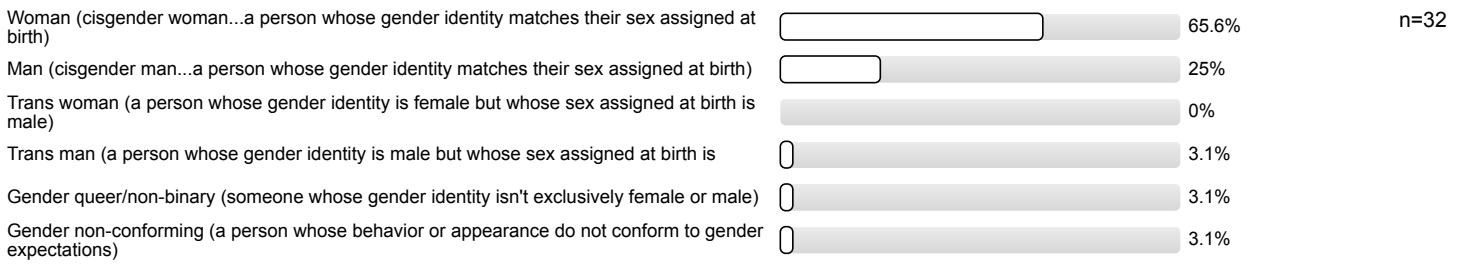 Woman (cisgender woman...a person whose gender identity matches their sex assigned at
birth)
65.6%
n=32
Man (cisgender man...a person whose gender identity matches their sex assigned at birth)
25%
Trans woman (a person whose gender identity is female but whose sex assigned at birth is
male)
0%
Trans man (a person whose gender identity is male but whose sex assigned at birth is
3.1%
Gender queer/non-binary (someone whose gender identity isn't exclusively female or male)
3.1%
Gender non-conforming (a person whose behavior or appearance do not conform to gender
expectations)
3.1%